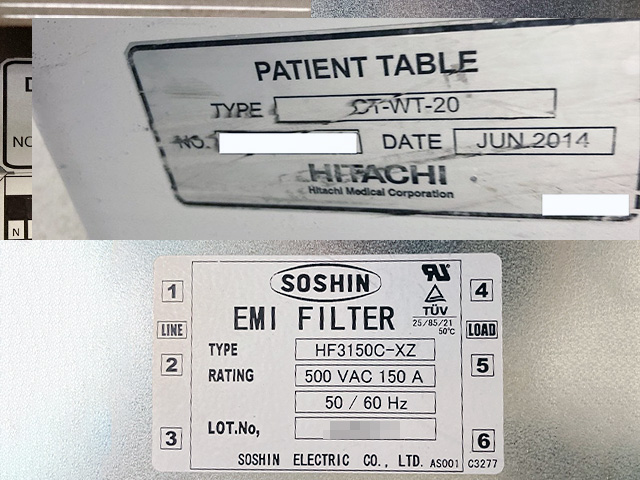 PATIENT TABLE
TYPE CT-WT-20
NO. DATE JUN.2014
HITACHI
Hitachi Medical Corporation
D
NO
N
1 SOSHIN 4
EMI FILTER
TÜV
25/85/21
50℃
LINE LOAD
TYPE HF3150C-XZ
2 5
RATING 500 VAC 150 A
50 / 60 Hz
LOT.No,
3 6
SOSHIN ELECTRIC CO., LTD. AS001 C3277